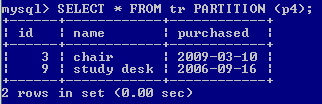 mysql> SELECT * FROM tr PARTITION (p4);
+------+------------+------------+
| id   | name       | purchased  |
+------+------------+------------+
|    3 | chair      | 2009-03-10 |
|    9 | study desk | 2006-09-16 |
+------+------------+------------+
2 rows in set (0.00 sec)